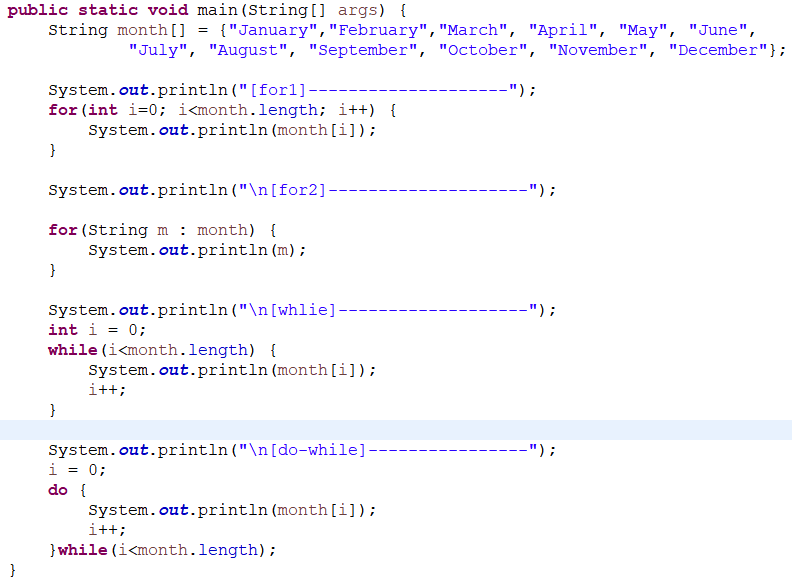 public static void main(String[] args) {
    String month[] = {"January","February","March", "April", "May", "June",
            "July", "August", "September", "October", "November", "December"};
    System.out.println("[for1]--------------------");
    for(int i=0; i<month.length; i++) {
        System.out.println(month[i]);
    }
    System.out.println("\n[for2]--------------------");
    for(String m : month) {
        System.out.println(m);
    }
    System.out.println("\n[whlie]-------------------");
    int i = 0;
    while(i<month.length) {
        System.out.println(month[i]);
        i++;
    }
    System.out.println("\n[do-while]----------------");
    i = 0;
    do {
        System.out.println(month[i]);
        i++;
    }while(i<month.length);
}